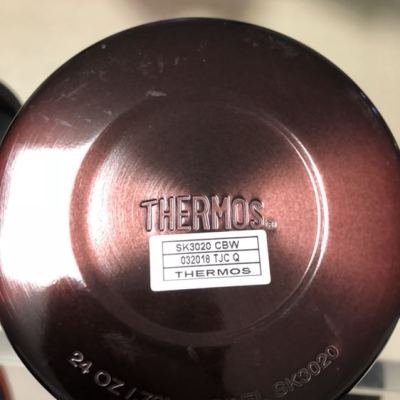 THERMOS®
SK3020 CBW
032018 TJC Q
THERMOS
24 OZ / SK3020